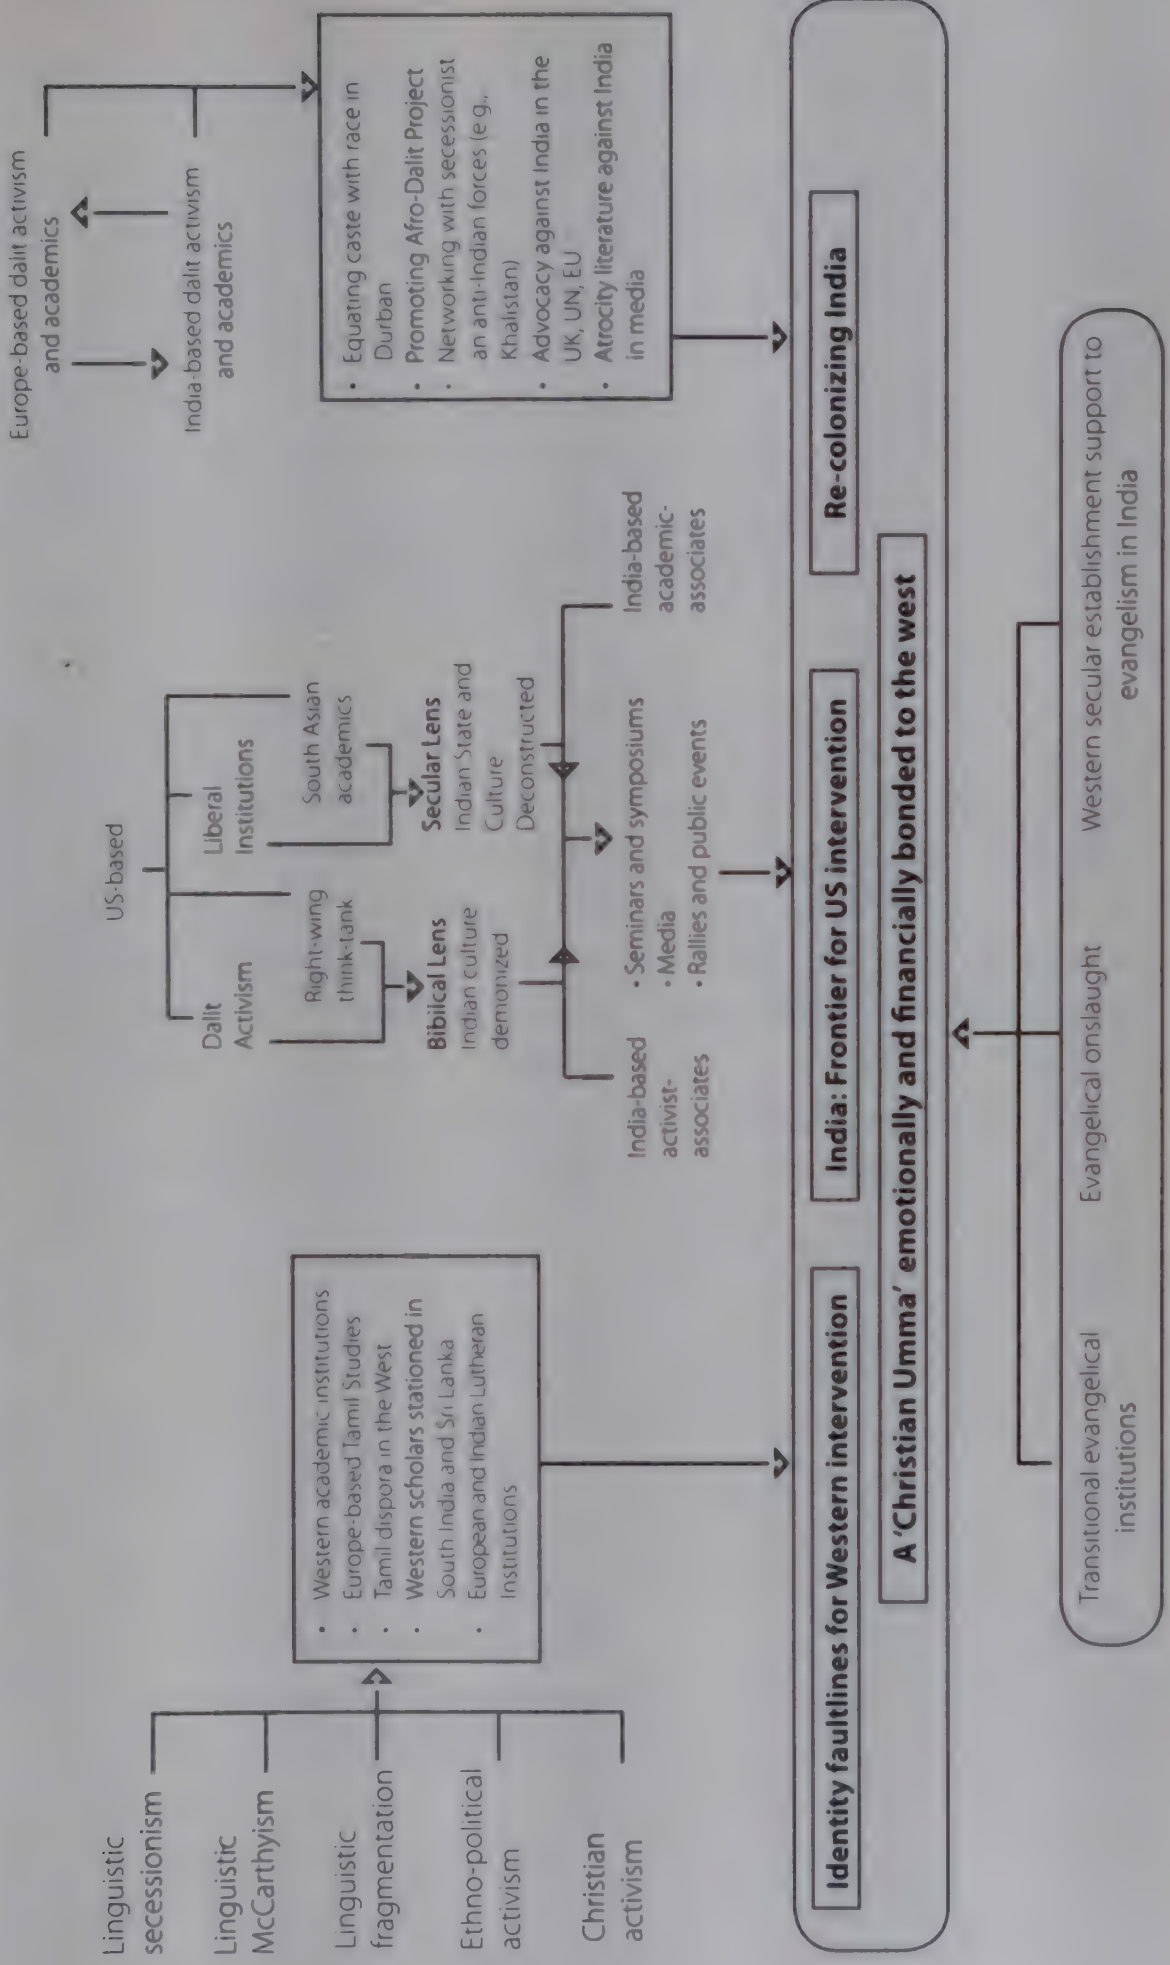 Linguistic
secessionism
Linguistic
McCarthyism
Linguistic
fragmentation
Ethno-political
activism
Christian
activism
• Western academic institutions
• Europe-based Tamil Studies
• Tamil dispora in the West
• Western scholars stationed in
South India and Sri Lanka
• European and Indian Lutheran
Institutions
US-based
Dalit
Activism
Right-wing
think-tank
Liberal
Institutions
South Asian
academics
Bibilcal Lens
Indian culture
demonized
Secular Lens
Indian State and
Culture
Deconstructed
India-based
activist-
associates
• Seminars and symposiums
• Media
• Rallies and public events
India-based
academic-
associates
Europe-based dalit activism
and academics
India-based dalit activism
and academics
• Equating caste with race in
Durban
• Promoting Afro-Dalit Project
• Networking with secessionist
an anti-Indian forces (e.g.,
Khalistan)
• Advocacy against India in the
UK, UN, EU
• Atrocity literature against India
in media
Identity faultlines for Western intervention
India: Frontier for US intervention
Re-colonizing India
A 'Christian Umma' emotionally and financially bonded to the west
Transitional evangelical
institutions
Evangelical onslaught
Western secular establishment support to
evangelism in India